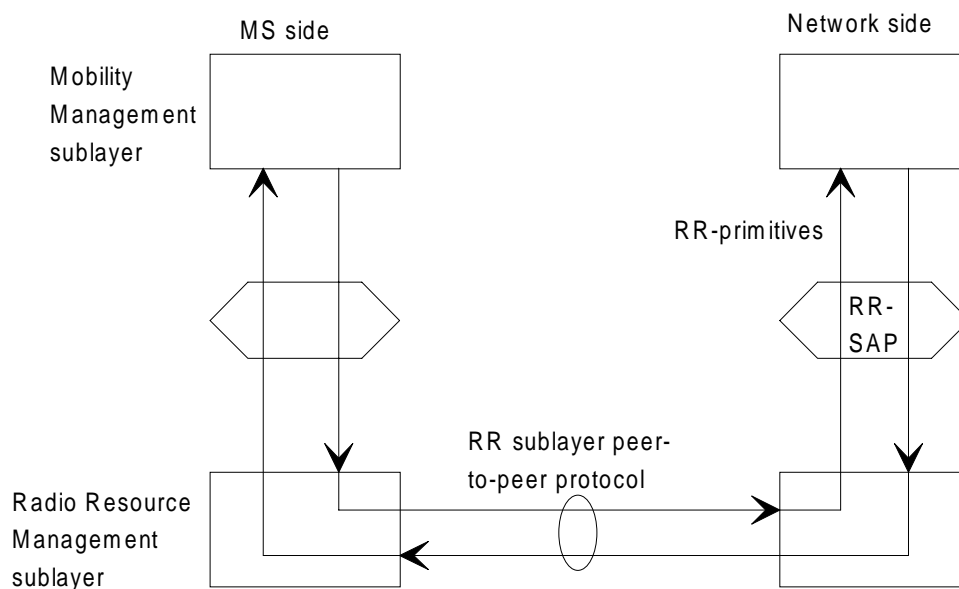 MS side
Network side
Mobility
Management
sublayer
RR-primitives
RR-
SAP
RR sublayer peer-
to-peer protocol
Radio Resource
Management
sublayer